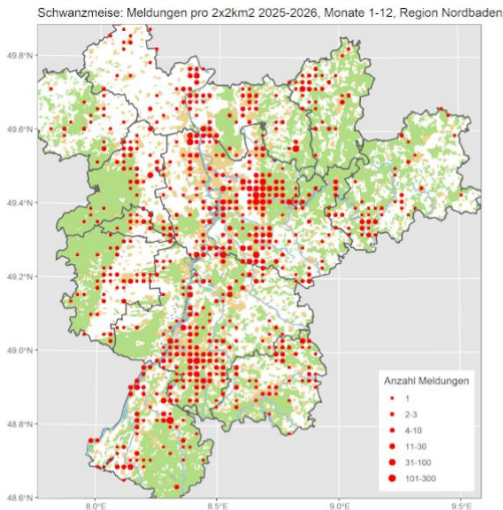 Schwanzmeise: Meldungen pro 2x2km2 2025-2026, Monate 1-12, Region Nordbaden
49.8°N
49.6°N
49.4°N
49.2°N
49.0°N
48.8°N
48.6°N
Anzahl Meldungen
1
2-3
4-10
11-30
31-100
101-300
8.0°E 8.5°E 9.0°E 9.5°E